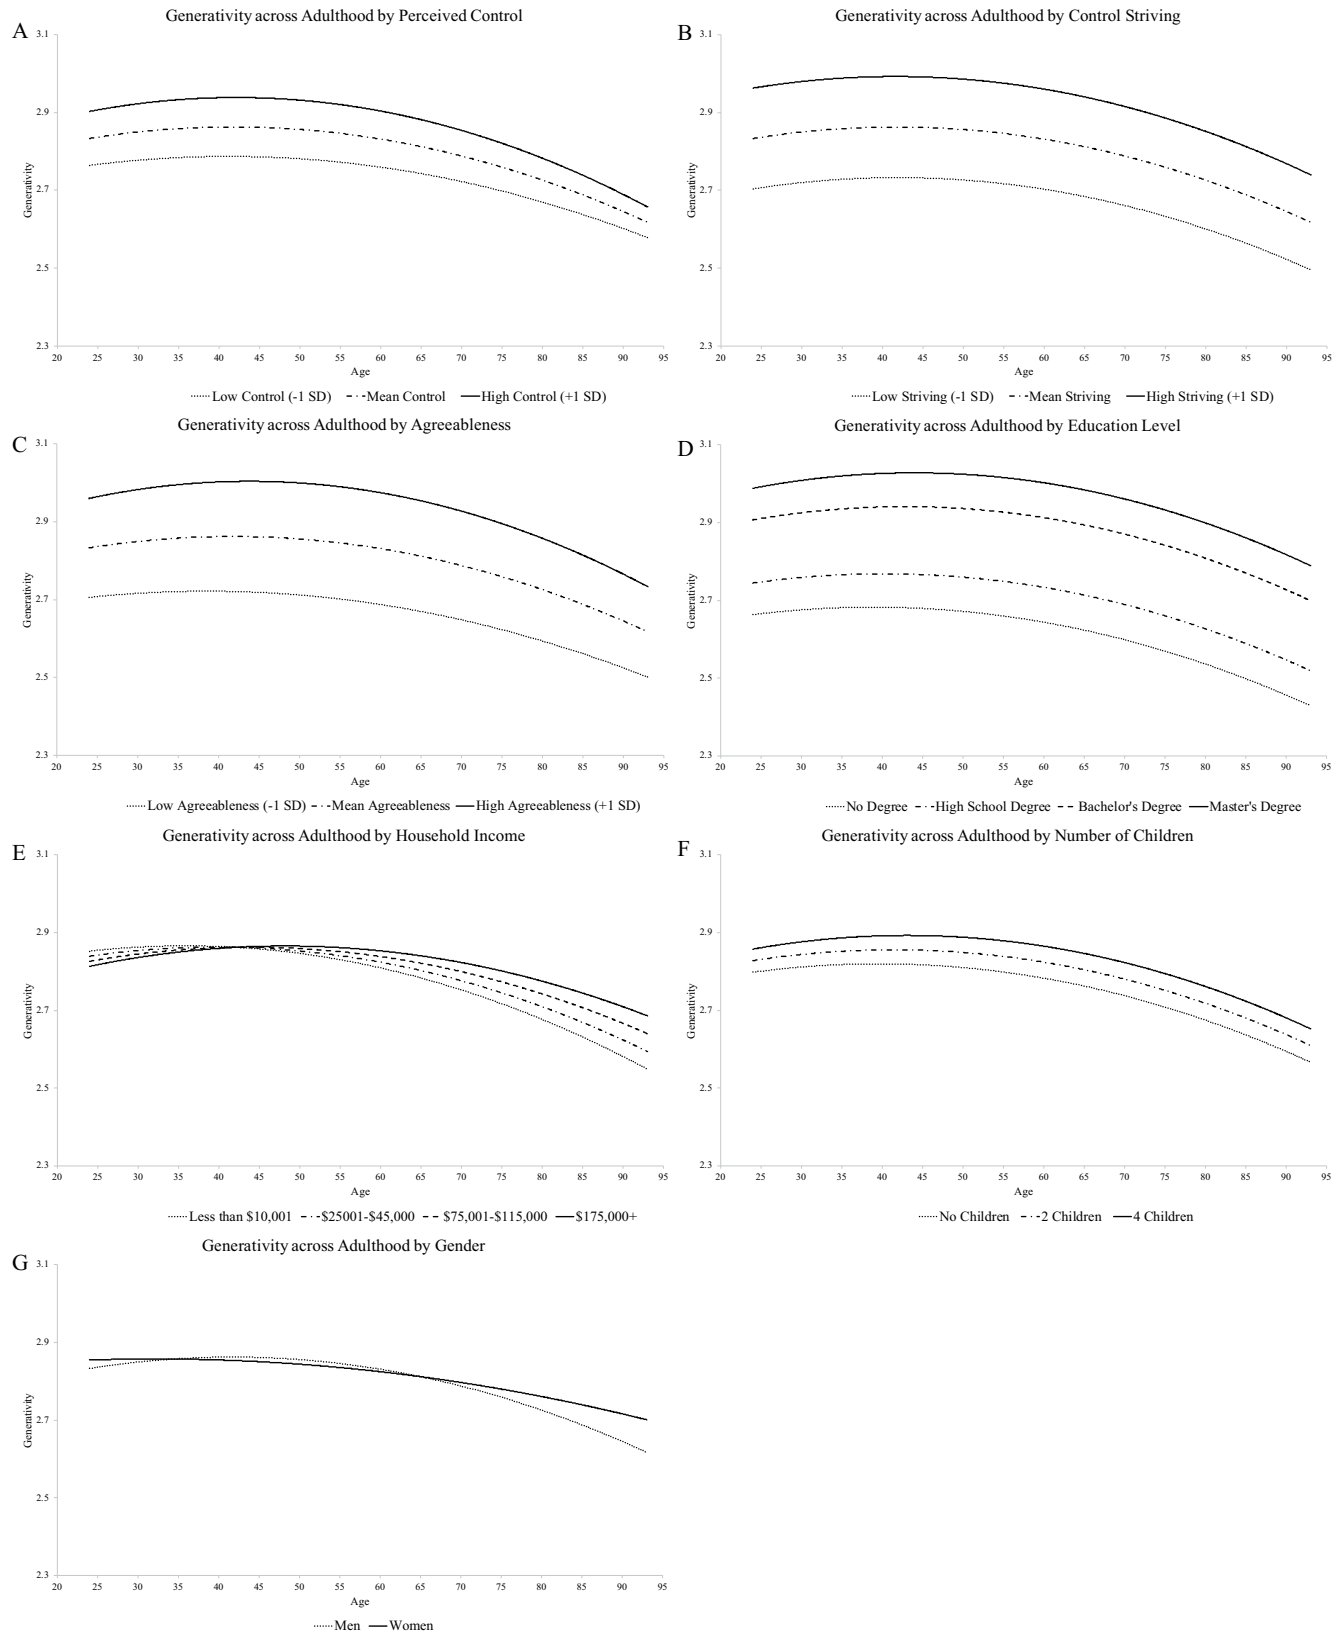 Generativity across Adulthood by Perceived Control
A
3.1
2.9
2.7
2.5
2.3
Generativity
20 25 30 35 40 45 50 55 60 65 70 75 80 85 90 95
Age
Low Control (-1 SD) Mean Control High Control (+1 SD)
Generativity across Adulthood by Control Striving
B
3.1
2.9
2.7
2.5
2.3
Generativity
20 25 30 35 40 45 50 55 60 65 70 75 80 85 90 95
Age
Low Striving (-1 SD) Mean Striving High Striving (+1 SD)
Generativity across Adulthood by Agreeableness
C
3.1
2.9
2.7
2.5
2.3
Generativity
20 25 30 35 40 45 50 55 60 65 70 75 80 85 90 95
Age
Low Agreeableness (-1 SD) Mean Agreeableness High Agreeableness (+1 SD)
Generativity across Adulthood by Education Level
D
3.1
2.9
2.7
2.5
2.3
Generativity
20 25 30 35 40 45 50 55 60 65 70 75 80 85 90 95
Age
No Degree High School Degree Bachelor's Degree Master's Degree
Generativity across Adulthood by Household Income
E
3.1
2.9
2.7
2.5
2.3
Generativity
20 25 30 35 40 45 50 55 60 65 70 75 80 85 90 95
Age
Less than $10,001 $25001-$45,000 $75,001-$115,000 $175,000+
Generativity across Adulthood by Number of Children
F
3.1
2.9
2.7
2.5
2.3
Generativity
20 25 30 35 40 45 50 55 60 65 70 75 80 85 90 95
Age
No Children 2 Children 4 Children
Generativity across Adulthood by Gender
G
3.1
2.9
2.7
2.5
2.3
Generativity
20 25 30 35 40 45 50 55 60 65 70 75 80 85 90 95
Age
Men Women